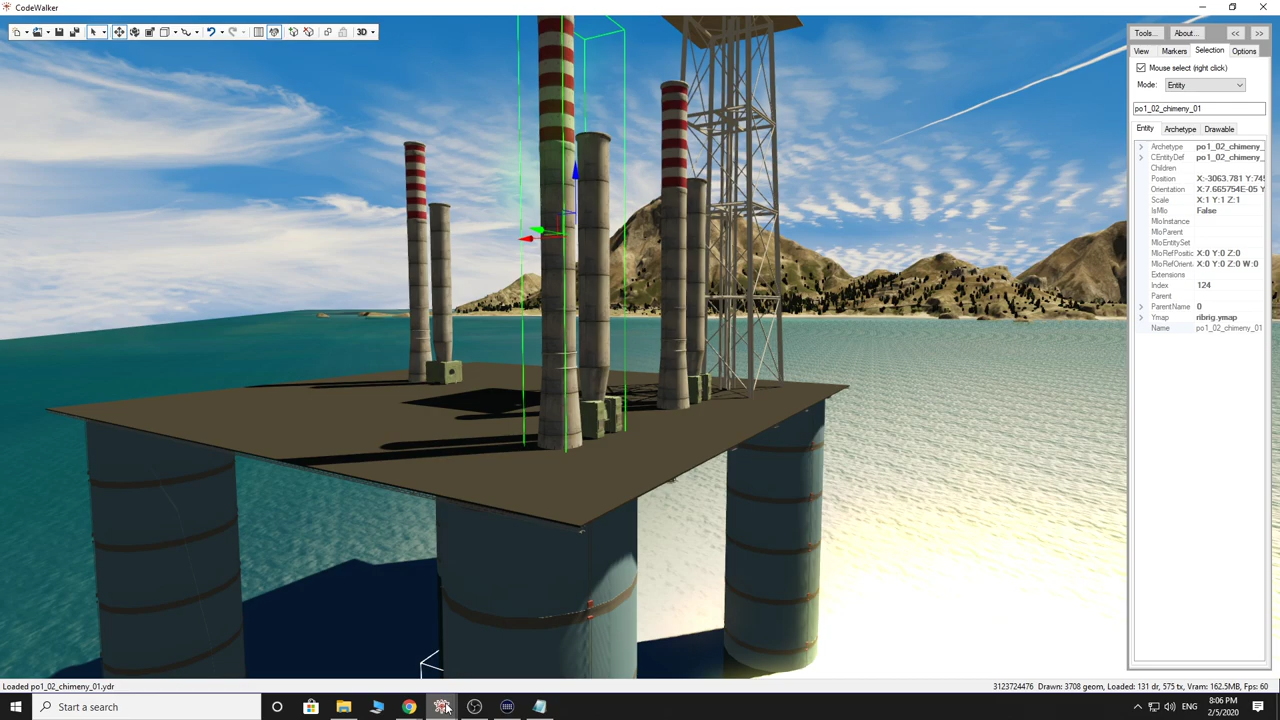 CodeWalker
3D
Tools...
About...
<<
>>
View
Markers
Selection
Options
Mouse select (right click)
Mode:
Entity
po1_02_chimeny_01
Entity
Archetype
Drawable
Archetype po1_02_chimeny_
CEntityDef po1_02_chimeny_
Children
Position X:-3063.781 Y:745
Orientation X:7.665754E-05 Y
Scale X:1 Y:1 Z:1
IsMlo False
MloInstance
MloParent
MloEntitySet
MloRefPositic X:0 Y:0 Z:0
MloRefOrient X:0 Y:0 Z:0 W:0
Extensions
Index 124
Parent
ParentName 0
Ymap ribrig.ymap
Name po1_02_chimeny_01
Loaded po1_02_chimeny_01.ydr
3123724476 Drawn: 3708 geom, Loaded: 131 dr, 575 tx, Vram: 162.5MB, Fps: 60
Start a search
ENG
8:06 PM
2/5/2020